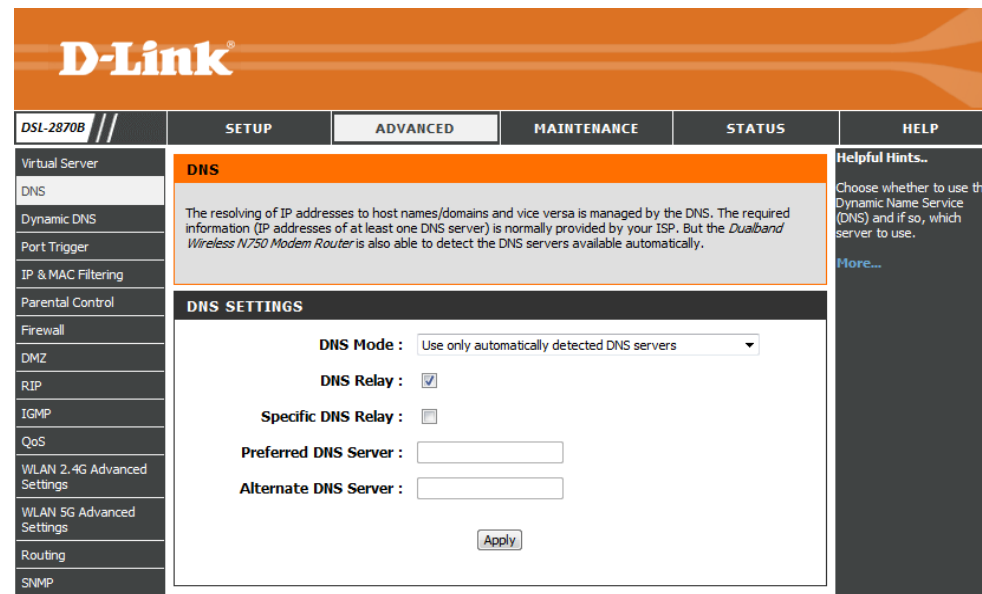 D-Link®
DSL-2870B
SETUP
ADVANCED
MAINTENANCE
STATUS
HELP
Virtual Server
DNS
Dynamic DNS
Port Trigger
IP & MAC Filtering
Parental Control
Firewall
DMZ
RIP
IGMP
QoS
WLAN 2.4G Advanced
Settings
WLAN 5G Advanced
Settings
Routing
SNMP
DNS
The resolving of IP addresses to host names/domains and vice versa is managed by the DNS. The required
information (IP addresses of at least one DNS server) is normally provided by your ISP. But the Dualband
Wireless N750 Modem Router is also able to detect the DNS servers available automatically.
DNS SETTINGS
DNS Mode : Use only automatically detected DNS servers
DNS Relay :
Specific DNS Relay :
Preferred DNS Server :
Alternate DNS Server :
Apply
Helpful Hints..
Choose whether to use th
Dynamic Name Service
(DNS) and if so, which
server to use.
More...